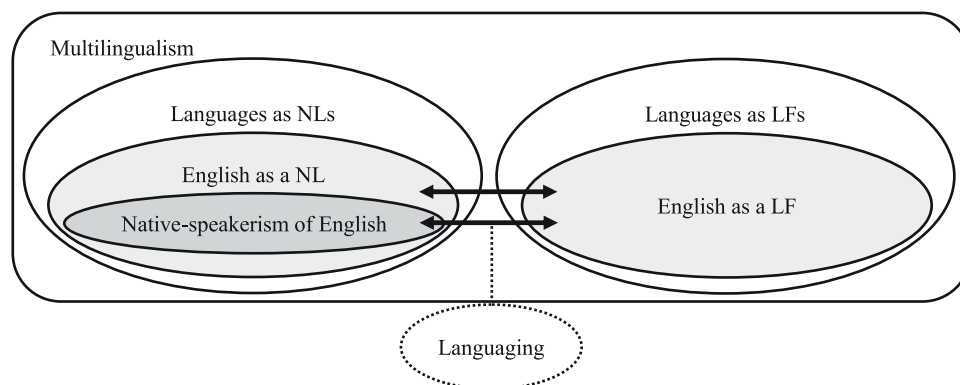 Multilingualism
Languages as NLs
Languages as LFs
English as a NL
English as a LF
Native-speakerism of English
Languaging